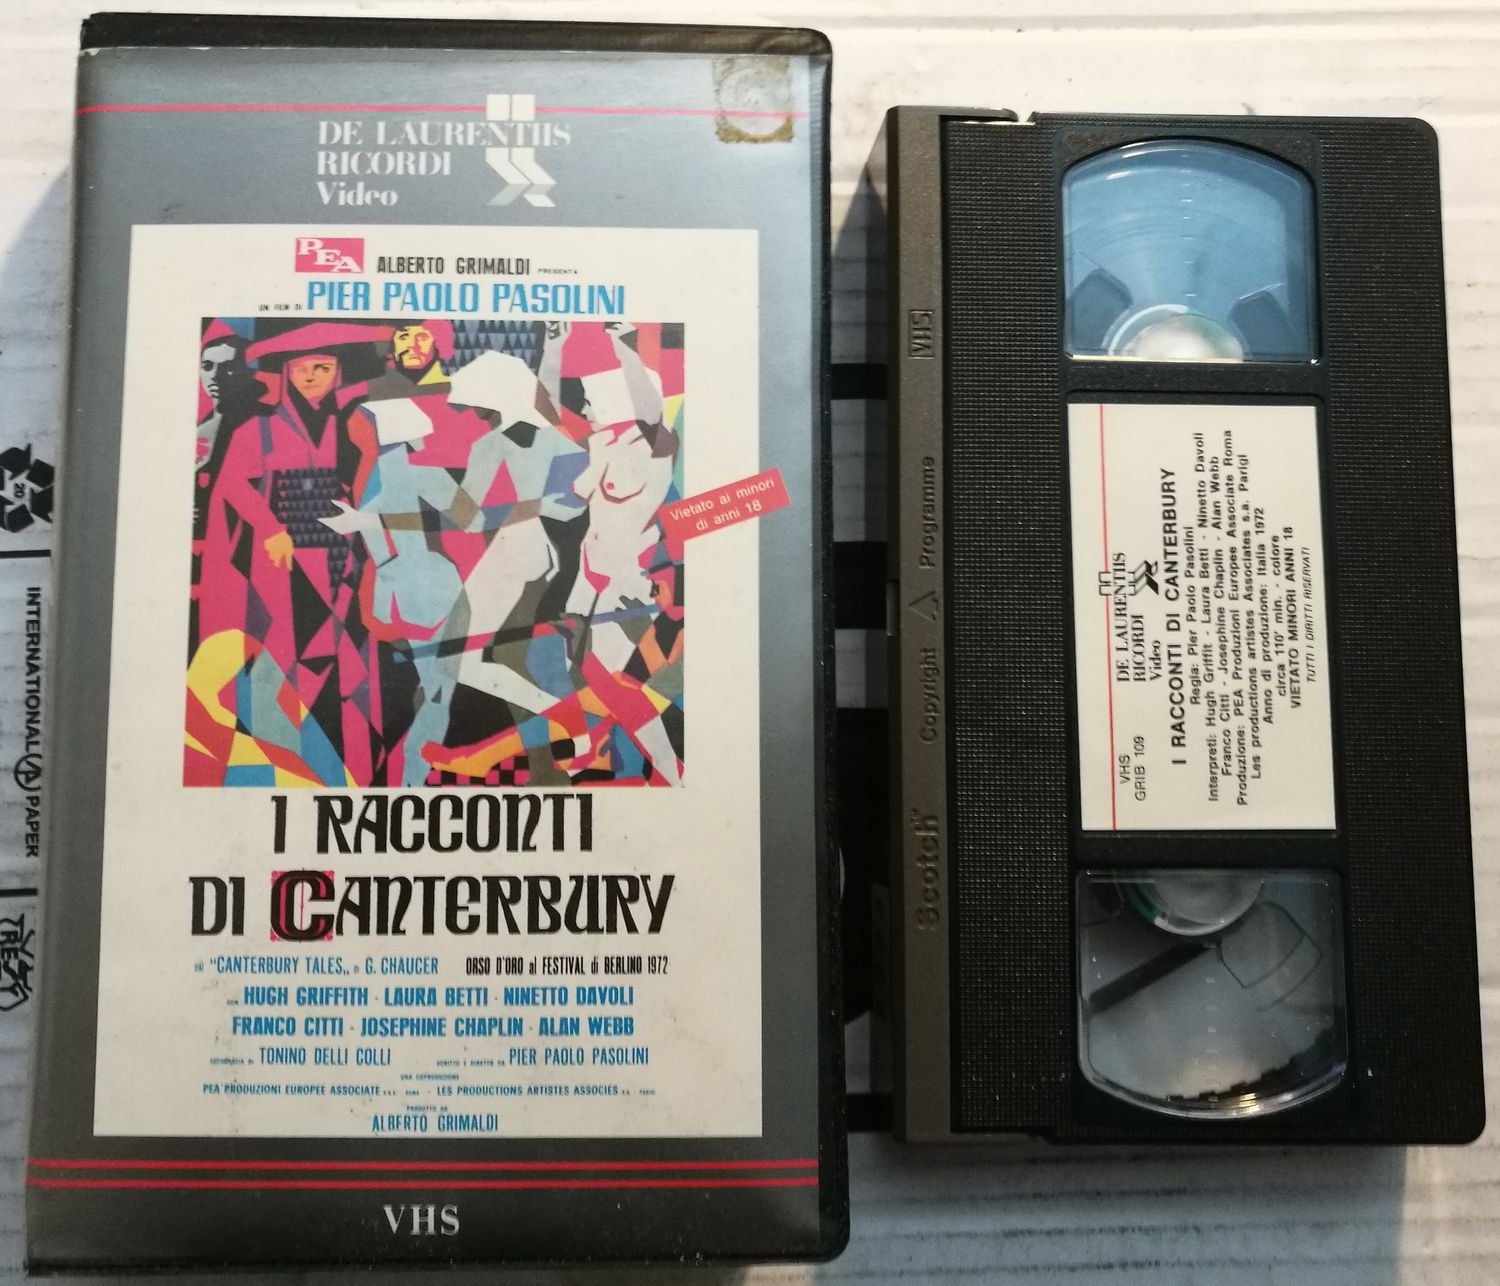 DE LAURENTIIS
RICORDI
Video
PEA
ALBERTO GRIMALDI PRESENTA
UN FILM DI PIER PAOLO PASOLINI
Vietato ai minori
di anni 18
I RACCONTI
DI CANTERBURY
DAI "CANTERBURY TALES„ DI G. CHAUCER ORSO D'ORO al FESTIVAL di BERLINO 1972
CON HUGH GRIFFITH · LAURA BETTI · NINETTO DAVOLI
FRANCO CITTI · JOSEPHINE CHAPLIN · ALAN WEBB
FOTOGRAFIA DI TONINO DELLI COLLI SCRITTO E DIRETTO DA PIER PAOLO PASOLINI
UNA COPRODUZIONE
PEA PRODUZIONI EUROPEE ASSOCIATE S.A.S. ROMA - LES PRODUCTIONS ARTISTES ASSOCIÉS S.A. PARIS
PRODUTTO DA
ALBERTO GRIMALDI
VHS
VHS
Programme
Copyright
Scotch™
VHS
GRIB 109
DE LAURENTIIS
RICORDI
Video
I RACCONTI DI CANTERBURY
Regia: Pier Paolo Pasolini
Interpreti: Hugh Griffit - Laura Betti - Ninetto Davoli
Franco Citti - Josephine Chaplin - Alan Webb
Produzione: PEA Produzioni Europee Associate Roma
Les productions artistes Associates s.a. Parigi
Anno di produzione: Italia 1972
circa 110' min. - colore
VIETATO MINORI ANNI 18
TUTTI I DIRITTI RISERVATI
20
INTERNATIONAL PAPER